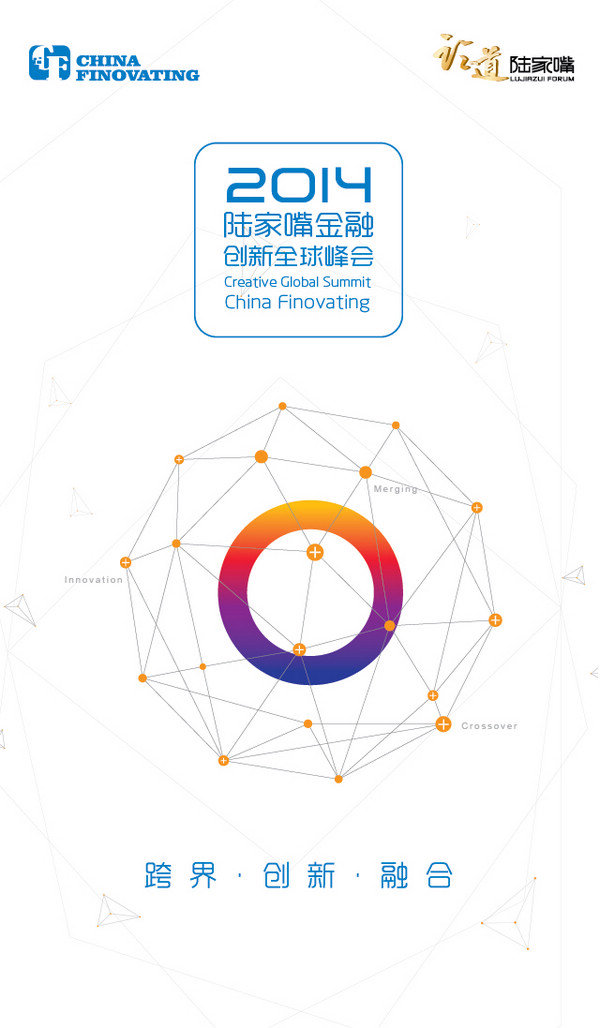 CHINA
FINOVATING
论道
陆家嘴
LUJIAZUI FORUM
2014
陆家嘴金融
创新全球峰会
Creative Global Summit
China Finovating
Merging
Innovation
Crossover
跨界·创新·融合